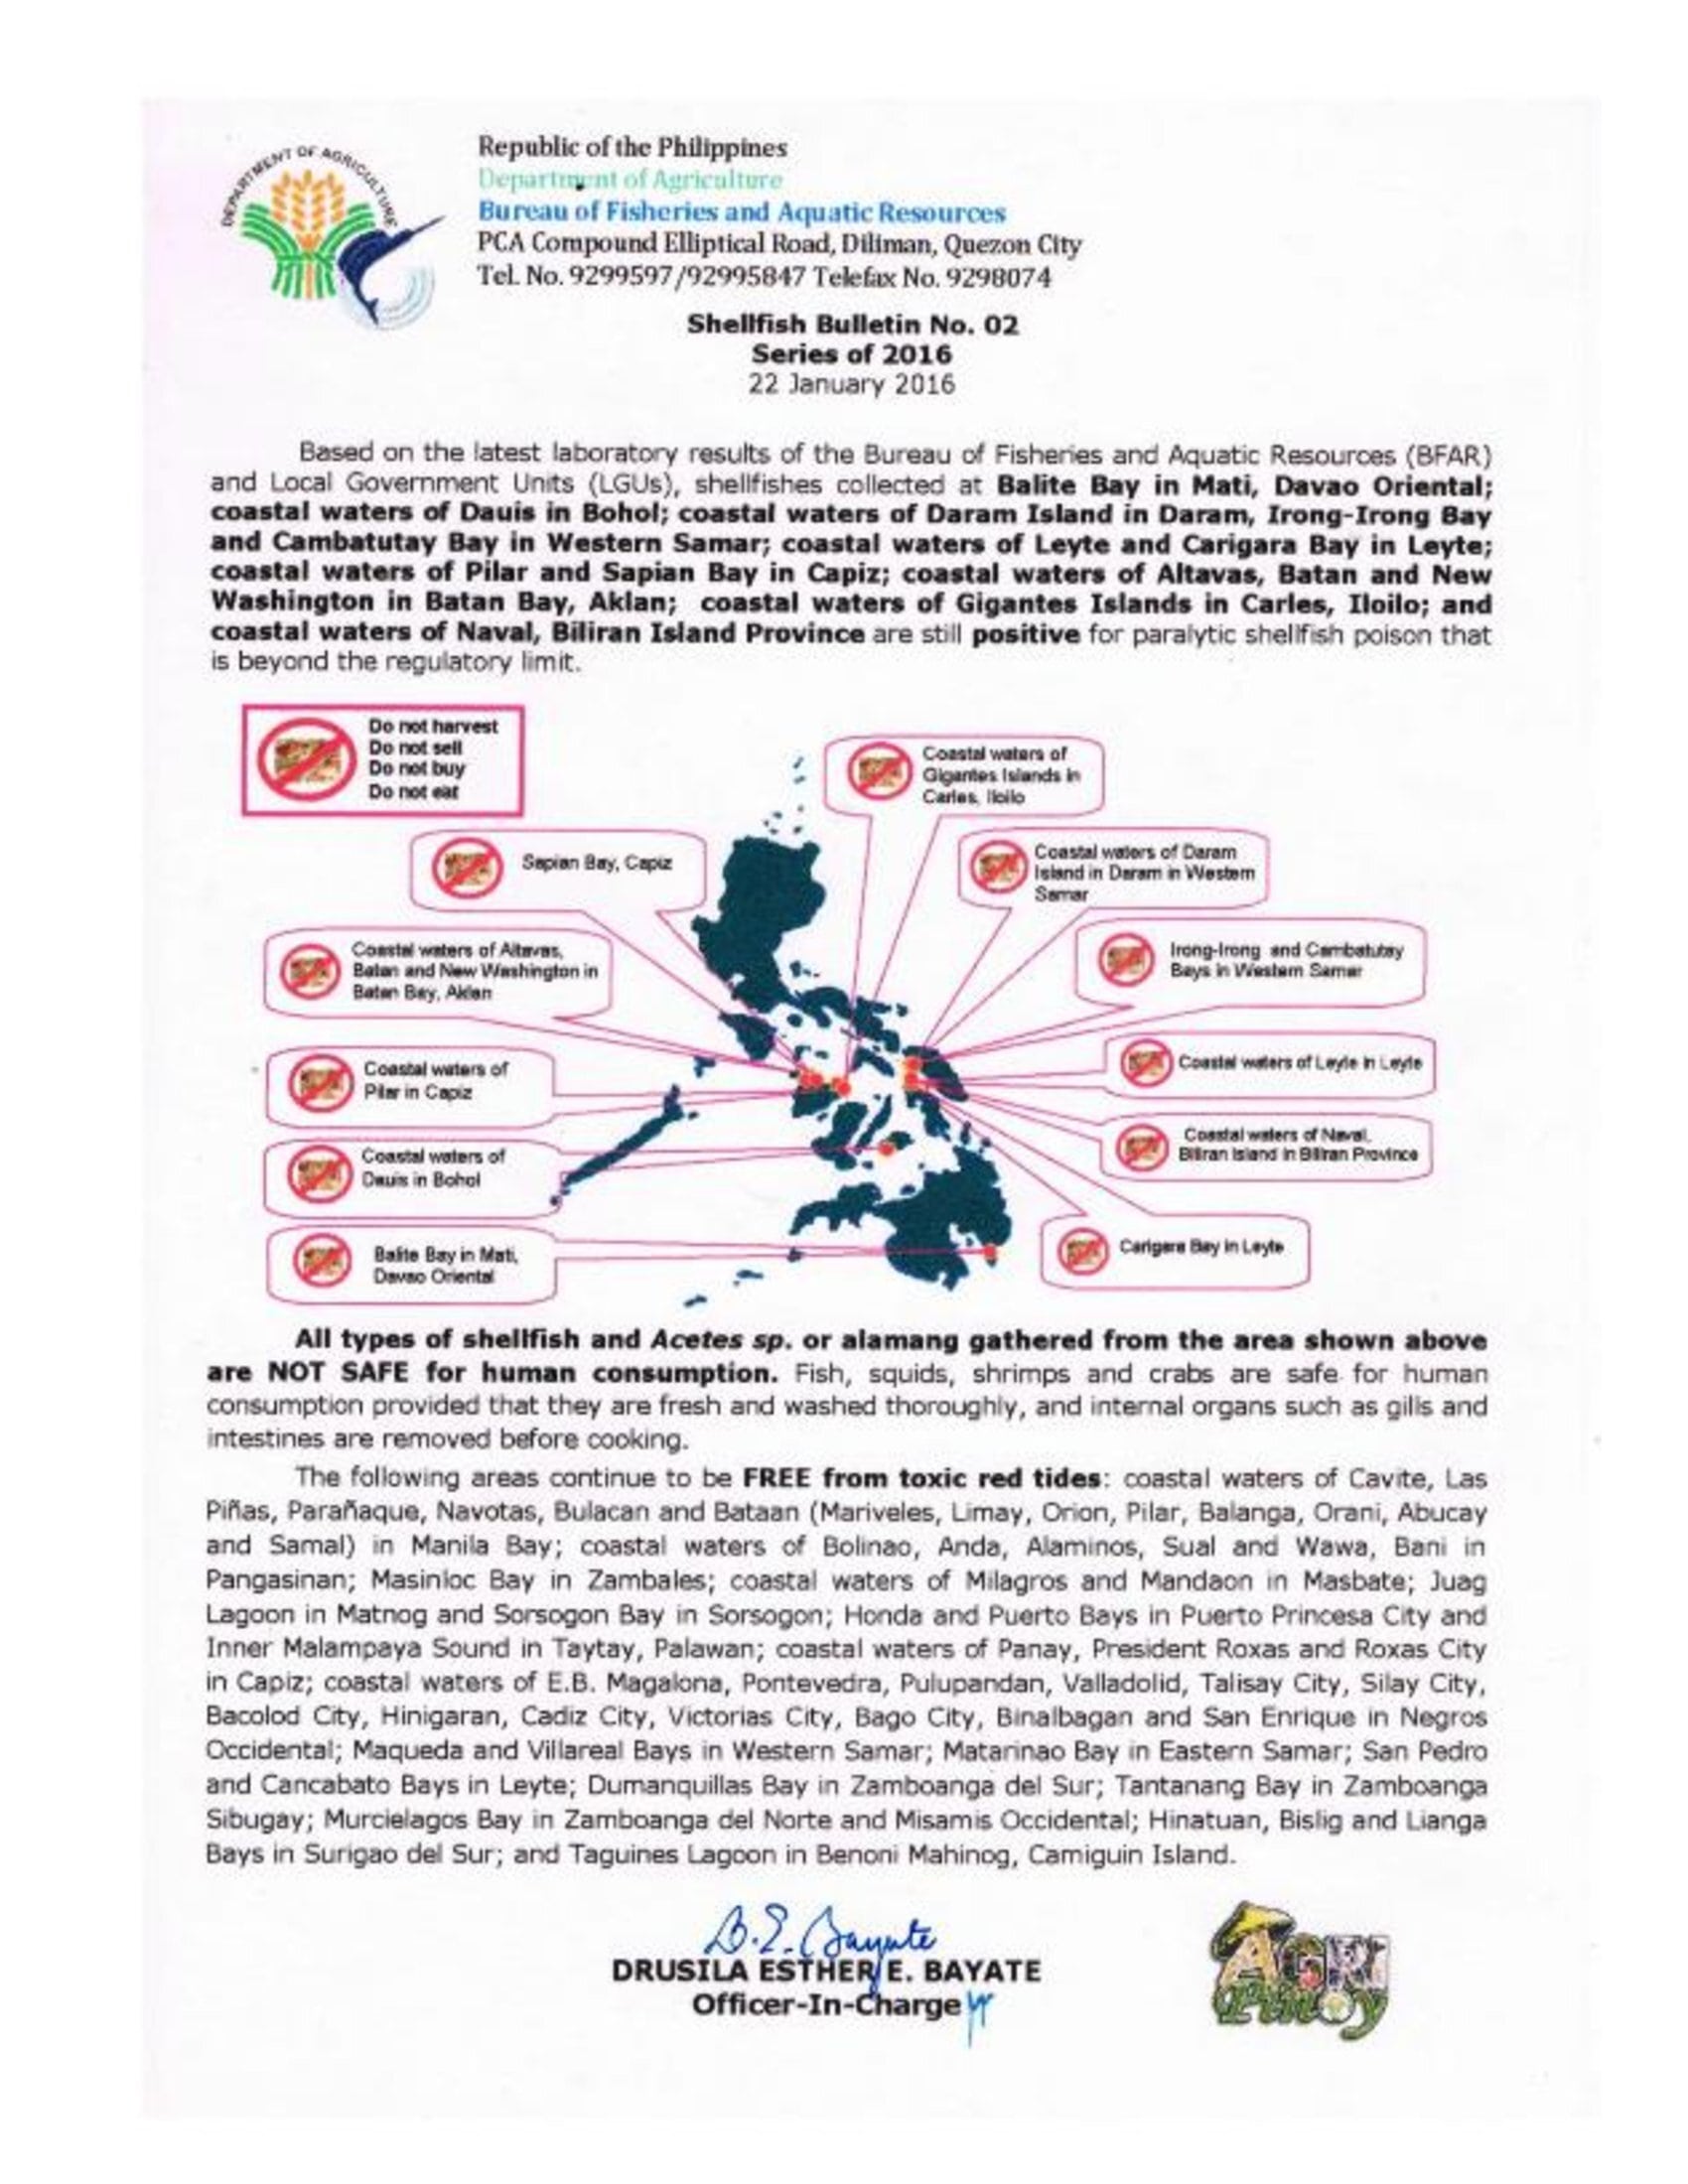 DEPARTMENT OF AGRICULTURE
Republic of the Philippines
Department of Agriculture
Bureau of Fisheries and Aquatic Resources
PCA Compound Elliptical Road, Diliman, Quezon City
Tel. No. 9299597/92995847 Telefax No. 9298074
Shellfish Bulletin No. 02
Series of 2016
22 January 2016
Based on the latest laboratory results of the Bureau of Fisheries and Aquatic Resources (BFAR)
and Local Government Units (LGUs), shellfishes collected at Balite Bay in Mati, Davao Oriental;
coastal waters of Dauis in Bohol; coastal waters of Daram Island in Daram, Irong-Irong Bay
and Cambatutay Bay in Western Samar; coastal waters of Leyte and Carigara Bay in Leyte;
coastal waters of Pilar and Sapian Bay in Capiz; coastal waters of Altavas, Batan and New
Washington in Batan Bay, Aklan; coastal waters of Gigantes Islands in Carles, Iloilo; and
coastal waters of Naval, Biliran Island Province are still positive for paralytic shellfish poison that
is beyond the regulatory limit.
Do not harvest
Do not sell
Do not buy
Do not eat
Coastal waters of
Gigantes Islands in
Carles, Iloilo
Sapian Bay, Capiz
Coastal waters of Daram
Island in Daram in Western
Samar
Coastal waters of Altavas,
Batan and New Washington in
Batan Bay, Aklan
Irong-Irong and Cambatutay
Bays in Western Samar
Coastal waters of
Pilar in Capiz
Coastal waters of Leyte in Leyte
Coastal waters of Naval,
Biliran Island in Biliran Province
Coastal waters of
Dauis in Bohol
Balite Bay in Mati,
Davao Oriental
Carigara Bay in Leyte
All types of shellfish and Acetes sp. or alamang gathered from the area shown above
are NOT SAFE for human consumption. Fish, squids, shrimps and crabs are safe for human
consumption provided that they are fresh and washed thoroughly, and internal organs such as gills and
intestines are removed before cooking.
The following areas continue to be FREE from toxic red tides: coastal waters of Cavite, Las
Piñas, Parañaque, Navotas, Bulacan and Bataan (Mariveles, Limay, Orion, Pilar, Balanga, Orani, Abucay
and Samal) in Manila Bay; coastal waters of Bolinao, Anda, Alaminos, Sual and Wawa, Bani in
Pangasinan; Masinloc Bay in Zambales; coastal waters of Milagros and Mandaon in Masbate; Juag
Lagoon in Matnog and Sorsogon Bay in Sorsogon; Honda and Puerto Bays in Puerto Princesa City and
Inner Malampaya Sound in Taytay, Palawan; coastal waters of Panay, President Roxas and Roxas City
in Capiz; coastal waters of E.B. Magalona, Pontevedra, Pulupandan, Valladolid, Talisay City, Silay City,
Bacolod City, Hinigaran, Cadiz City, Victorias City, Bago City, Binalbagan and San Enrique in Negros
Occidental; Maqueda and Villareal Bays in Western Samar; Matarinao Bay in Eastern Samar; San Pedro
and Cancabato Bays in Leyte; Dumanquillas Bay in Zamboanga del Sur; Tantanang Bay in Zamboanga
Sibugay; Murcielagos Bay in Zamboanga del Norte and Misamis Occidental; Hinatuan, Bislig and Lianga
Bays in Surigao del Sur; and Taguines Lagoon in Benoni Mahinog, Camiguin Island.
D.E. Bayate
DRUSILA ESTHER E. BAYATE
Officer-In-Charge
AGRI
Pinoy